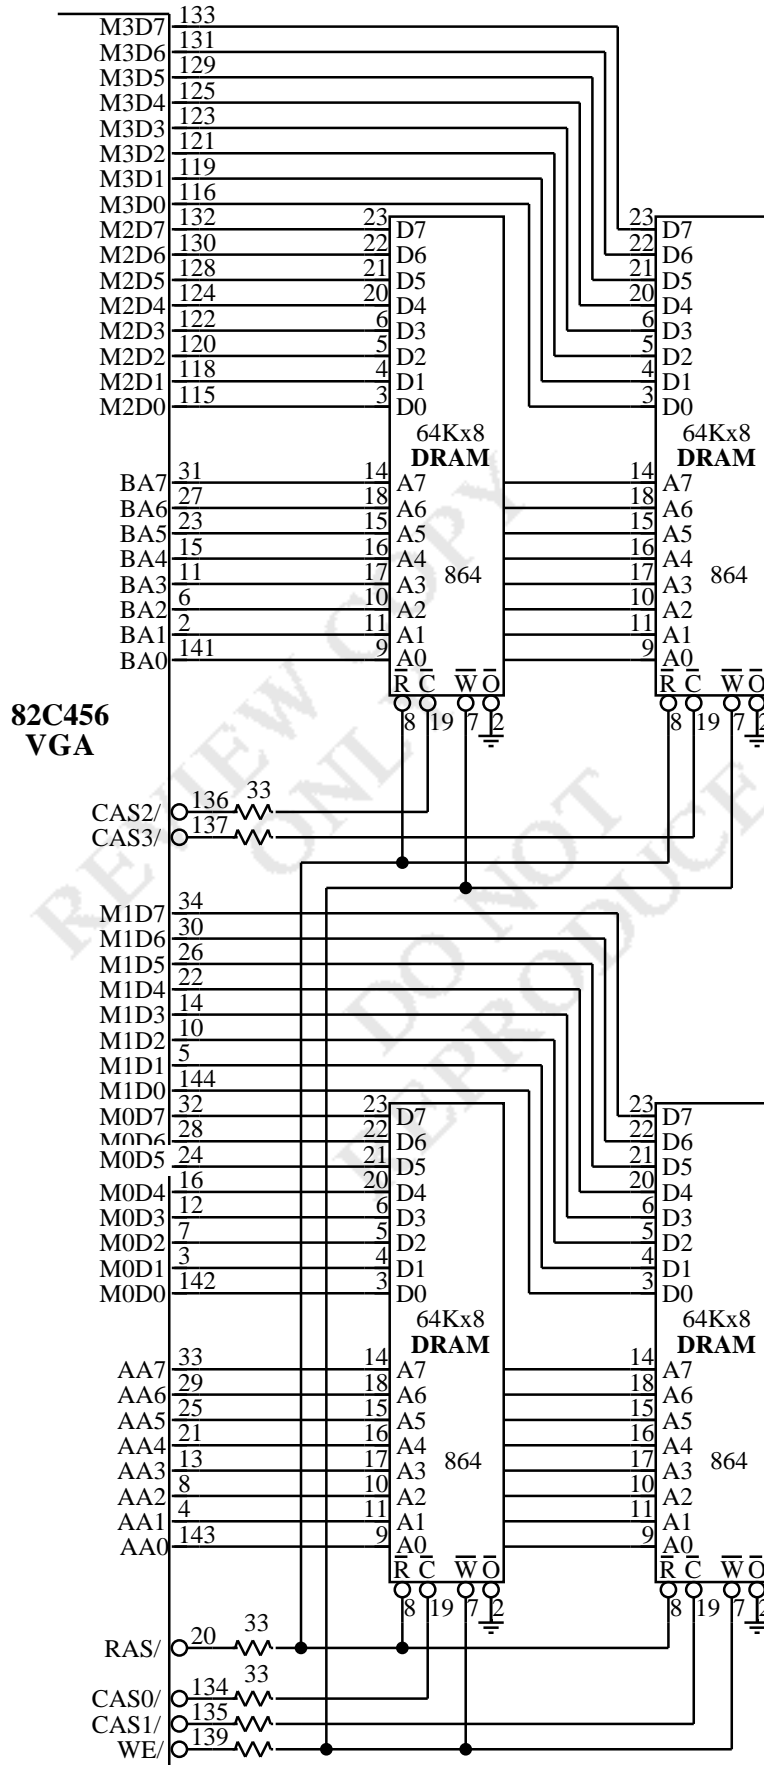 M3D7 133
M3D6 131
M3D5 129
M3D4 125
M3D3 123
M3D2 121
M3D1 119
M3D0 116
M2D7 132 23 D7 23 D7
M2D6 130 22 D6 22 D6
M2D5 128 21 D5 21 D5
M2D4 124 20 D4 20 D4
M2D3 122 6 D3 6 D3
M2D2 120 5 D2 5 D2
M2D1 118 4 D1 4 D1
M2D0 115 3 D0 3 D0
64Kx8 64Kx8
DRAM DRAM
BA7 31 14 A7 14 A7
BA6 27 18 A6 18 A6
BA5 23 15 A5 15 A5
BA4 15 16 A4 16 A4
BA3 11 17 A3 864 17 A3 864
BA2 6 10 A2 10 A2
BA1 2 11 A1 11 A1
BA0 141 9 A0 9 A0
R̅ C̅ W̅ O̅ R̅ C̅ W̅ O̅
8 19 7 2 8 19 7 2
82C456
VGA
CAS2/ 136 33
CAS3/ 137
M1D7 34
M1D6 30
M1D5 26
M1D4 22
M1D3 14
M1D2 10
M1D1 5
M1D0 144
M0D7 32 23 D7 23 D7
M0D6 28 22 D6 22 D6
M0D5 24 21 D5 21 D5
M0D4 16 20 D4 20 D4
M0D3 12 6 D3 6 D3
M0D2 7 5 D2 5 D2
M0D1 3 4 D1 4 D1
M0D0 142 3 D0 3 D0
64Kx8 64Kx8
DRAM DRAM
AA7 33 14 A7 14 A7
AA6 29 18 A6 18 A6
AA5 25 15 A5 15 A5
AA4 21 16 A4 16 A4
AA3 13 17 A3 864 17 A3 864
AA2 8 10 A2 10 A2
AA1 4 11 A1 11 A1
AA0 143 9 A0 9 A0
R̅ C̅ W̅ O̅ R̅ C̅ W̅ O̅
8 19 7 2 8 19 7 2
RAS/ 20 33
CAS0/ 134 33
CAS1/ 135
WE/ 139
REVIEW COPY
ONLY
DO NOT
REPRODUCE